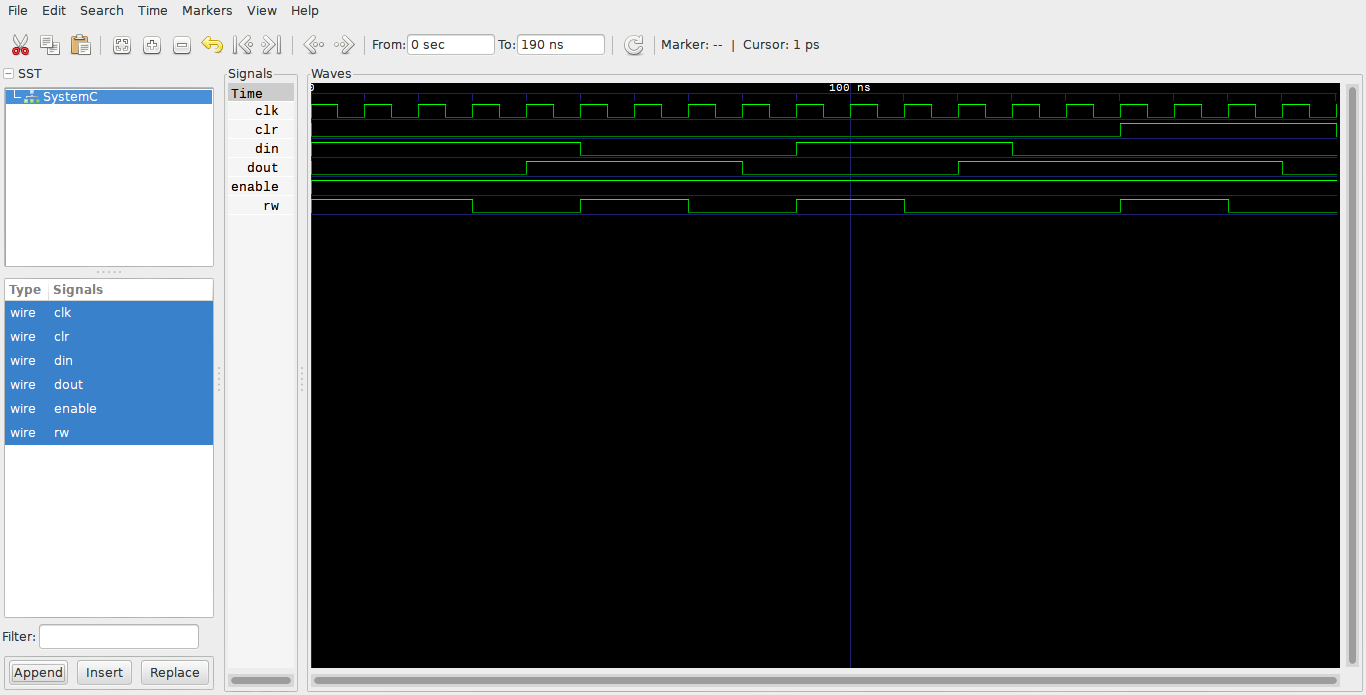 File Edit Search Time Markers View Help
From: 0 sec To: 190 ns Marker: -- | Cursor: 1 ps
SST
SystemC
Type Signals
wire clk
wire clr
wire din
wire dout
wire enable
wire rw
Filter:
Append Insert Replace
Signals
Time
clk
clr
din
dout
enable
rw
Waves
0 100 ns